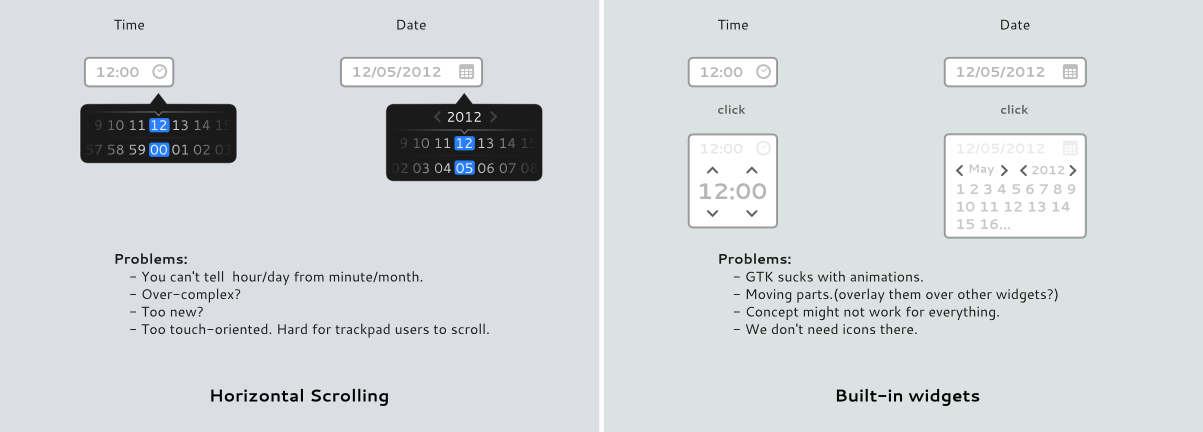 Time
Date
12:00
12/05/2012
2012
9 10 11 12 13 14 15
57 58 59 00 01 02 03
9 10 11 12 13 14 15
02 03 04 05 06 07 08
Problems:
- You can't tell  hour/day from minute/month.
- Over-complex?
- Too new?
- Too touch-oriented. Hard for trackpad users to scroll.
Horizontal Scrolling
Time
Date
12:00
12/05/2012
click
click
12:00
12:00
12/05/2012
May
2012
1 2 3 4 5 6 7 8 9
10 11 12 13 14
15 16...
Problems:
- GTK sucks with animations.
- Moving parts.(overlay them over other widgets?)
- Concept might not work for everything.
- We don't need icons there.
Built-in widgets